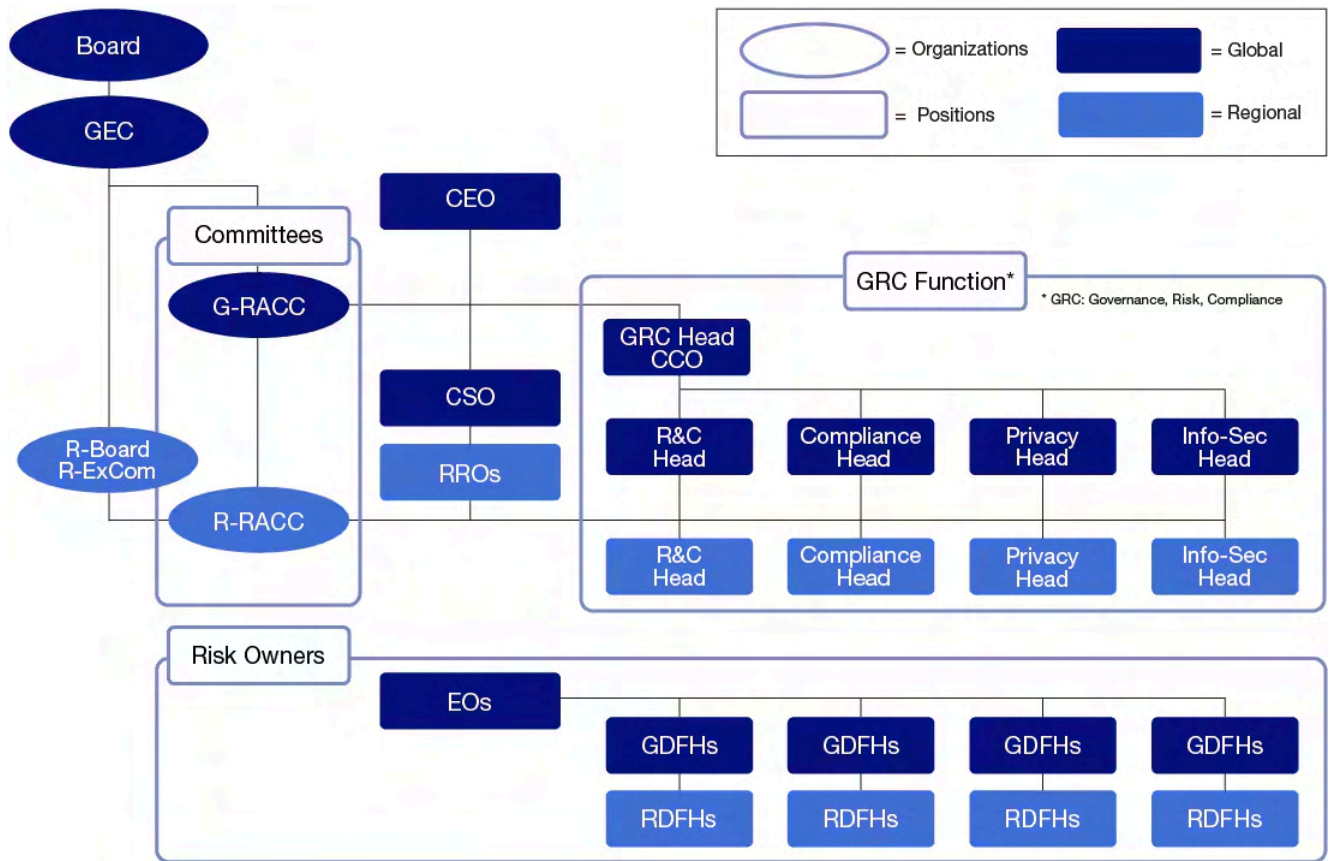 Board
= Organizations
= Global
GEC
= Positions
= Regional
CEO
Committees
GRC Function*
* GRC: Governance, Risk, Compliance
G-RACC
GRC Head
CCO
CSO
R&C
Head
Compliance
Head
Privacy
Head
Info-Sec
Head
R-Board
R-ExCom
RROs
R-RACC
R&C
Head
Compliance
Head
Privacy
Head
Info-Sec
Head
Risk Owners
EOs
GDFHs
GDFHs
GDFHs
GDFHs
RDFHs
RDFHs
RDFHs
RDFHs